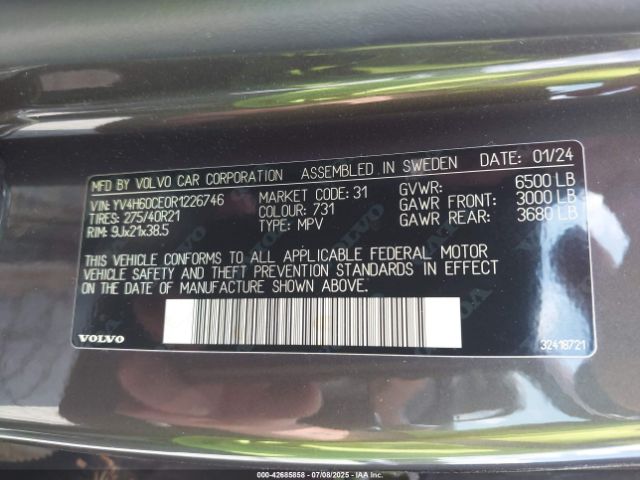 MFD BY VOLVO CAR CORPORATION ASSEMBLED IN SWEDEN DATE: 01/24
VIN: YV4H60CE0R1226746 MARKET CODE: 31 GVWR: 6500 LB
TIRES: 275/40R21 COLOUR: 731 GAWR FRONT: 3000 LB
RIM: 9Jx21x38.5 TYPE: MPV GAWR REAR: 3680 LB
THIS VEHICLE CONFORMS TO ALL APPLICABLE FEDERAL MOTOR
VEHICLE SAFETY AND THEFT PREVENTION STANDARDS IN EFFECT
ON THE DATE OF MANUFACTURE SHOWN ABOVE.
VOLVO 32418721
000-42685858 - 07/08/2025 - IAAI.com